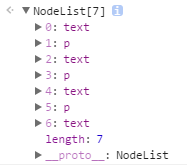 NodeList[7] i
0: text
1: p
2: text
3: p
4: text
5: p
6: text
length: 7
__proto__: NodeList